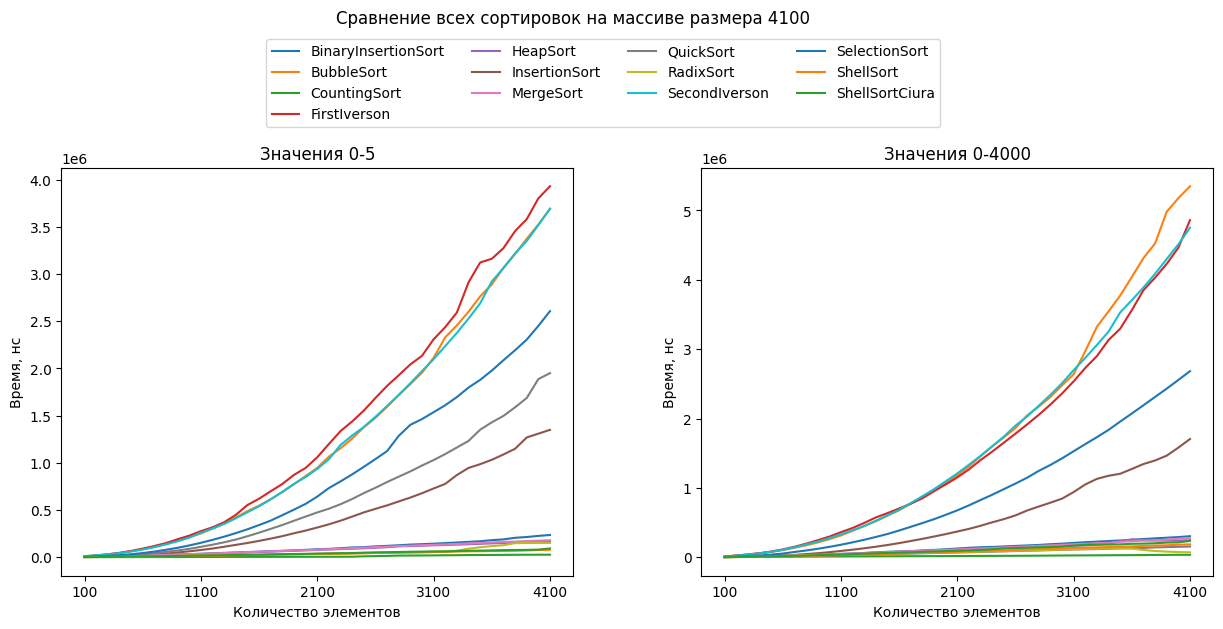 Сравнение всех сортировок на массиве размера 4100
BinaryInsertionSort HeapSort QuickSort SelectionSort
BubbleSort InsertionSort RadixSort ShellSort
CountingSort MergeSort SecondIverson ShellSortCiura
FirstIverson
1e6 Значения 0-5
4.0
3.5
3.0
2.5
2.0
1.5
1.0
0.5
0.0
Время, нс
100 1100 2100 3100 4100
Количество элементов
1e6 Значения 0-4000
5
4
3
2
1
0
Время, нс
100 1100 2100 3100 4100
Количество элементов